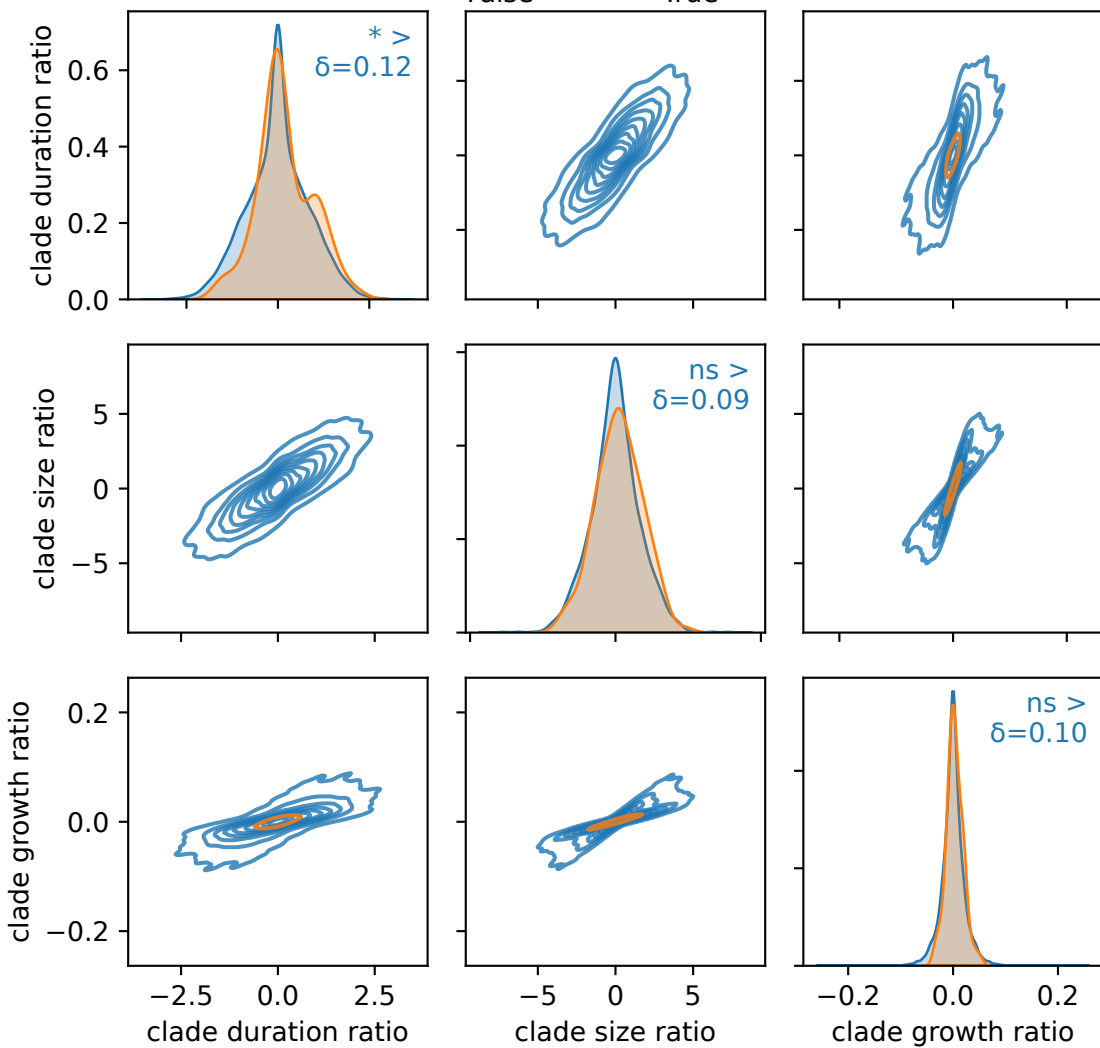 clade duration ratio
0.6
0.4
0.2
0.0
* >
δ=0.12
clade size ratio
5
0
−5
ns >
δ=0.09
clade growth ratio
0.2
0.0
−0.2
ns >
δ=0.10
−2.5 0.0 2.5
−5 0 5
−0.2 0.0 0.2
clade duration ratio
clade size ratio
clade growth ratio